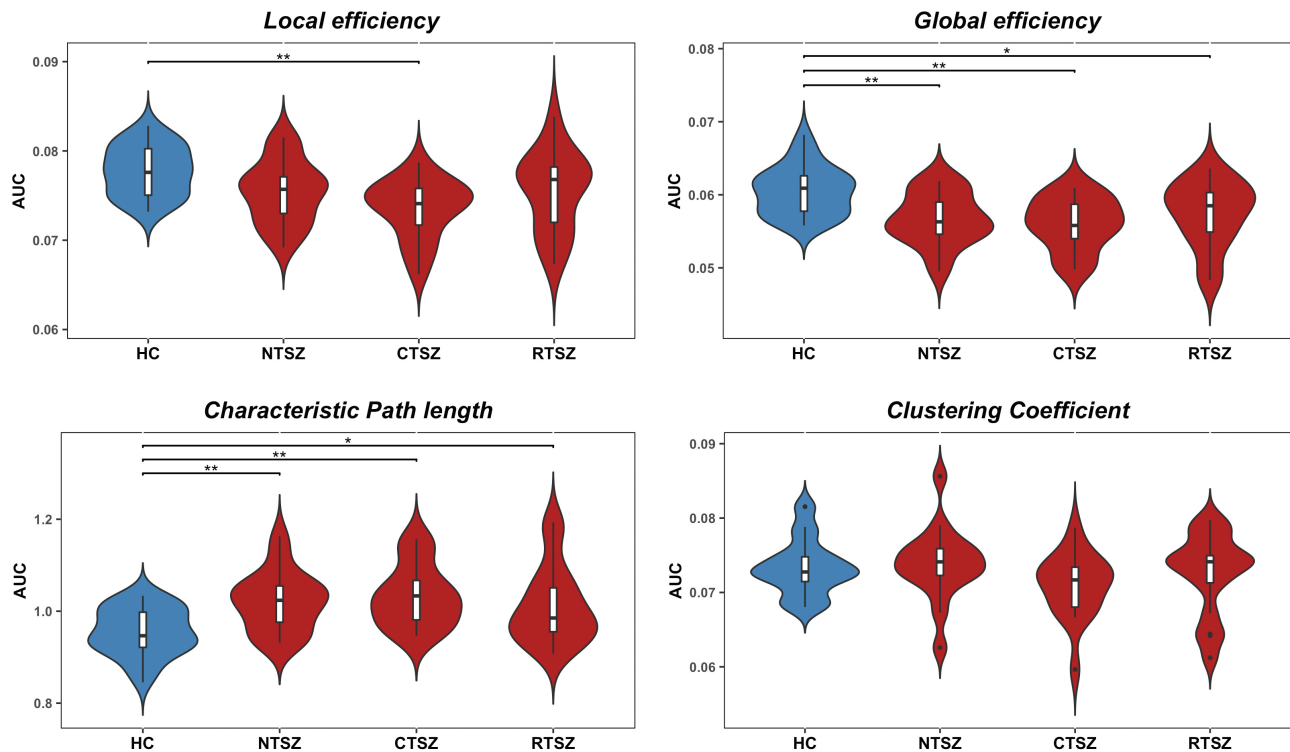 Local efficiency
AUC
0.09
0.08
0.07
0.06
**
HC NTSZ CTSZ RTSZ
Global efficiency
AUC
0.08
0.07
0.06
0.05
*
**
**
HC NTSZ CTSZ RTSZ
Characteristic Path length
AUC
1.2
1.0
0.8
*
**
**
HC NTSZ CTSZ RTSZ
Clustering Coefficient
AUC
0.09
0.08
0.07
0.06
HC NTSZ CTSZ RTSZ